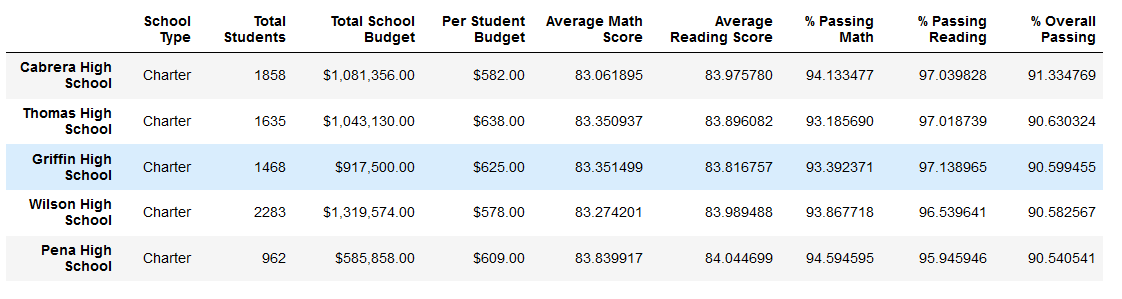 School Type Total Students Total School Budget Per Student Budget Average Math Score Average Reading Score % Passing Math % Passing Reading % Overall Passing
Cabrera High School Charter 1858 $1,081,356.00 $582.00 83.061895 83.975780 94.133477 97.039828 91.334769
Thomas High School Charter 1635 $1,043,130.00 $638.00 83.350937 83.896082 93.185690 97.018739 90.630324
Griffin High School Charter 1468 $917,500.00 $625.00 83.351499 83.816757 93.392371 97.138965 90.599455
Wilson High School Charter 2283 $1,319,574.00 $578.00 83.274201 83.989488 93.867718 96.539641 90.582567
Pena High School Charter 962 $585,858.00 $609.00 83.839917 84.044699 94.594595 95.945946 90.540541